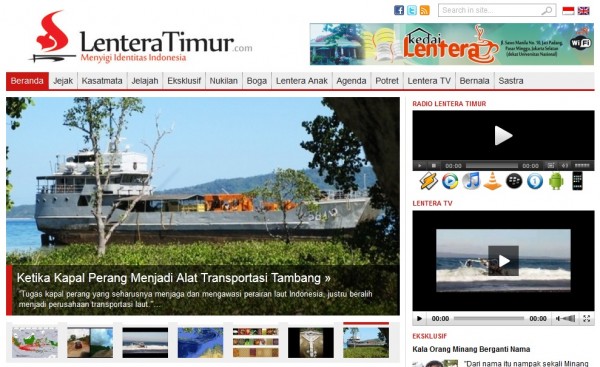 Search in site...
LenteraTimur.com
Menyigi Identitas Indonesia
kedai
Lentera
WiFi
Beranda Jejak Kasatmata Jelajah Eksklusif Nukilan Boga Lentera Anak Agenda Potret Lentera TV Bernala Sastra
RADIO LENTERA TIMUR
00:00 00:00
LENTERA TV
00:00 00:00
Ketika Kapal Perang Menjadi Alat Transportasi Tambang »
"Tugas kapal perang yang seharusnya menjaga dan mengawasi perairan laut Indonesia, justru beralih
menjadi perusahaan transportasi laut."....
EKSKLUSIF
Kala Orang Minang Berganti Nama
"Dari nama itu nampak sekali Minang